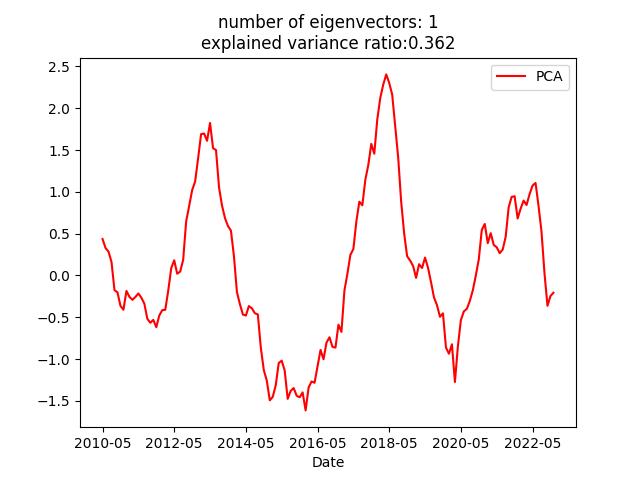 number of eigenvectors: 1
explained variance ratio:0.362
PCA
2.5
2.0
1.5
1.0
0.5
0.0
−0.5
−1.0
−1.5
2010-05 2012-05 2014-05 2016-05 2018-05 2020-05 2022-05
Date